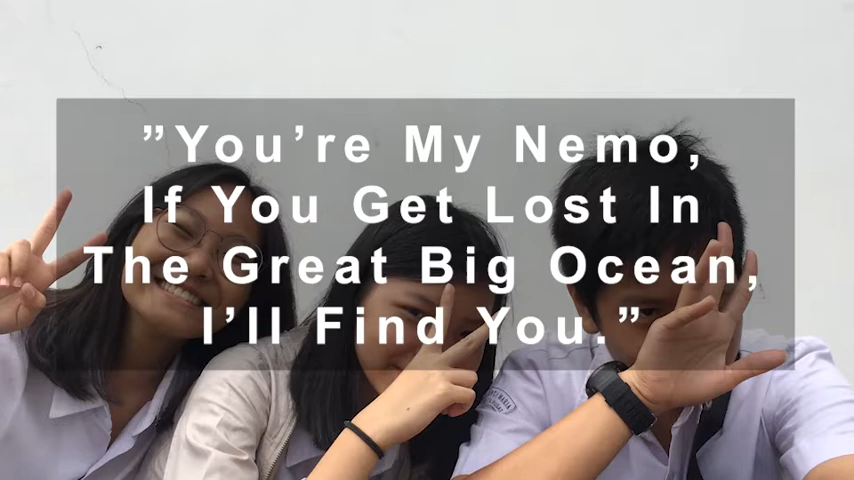 ”You’re My Nemo,
If You Get Lost In
The Great Big Ocean,
I’ll Find You.”